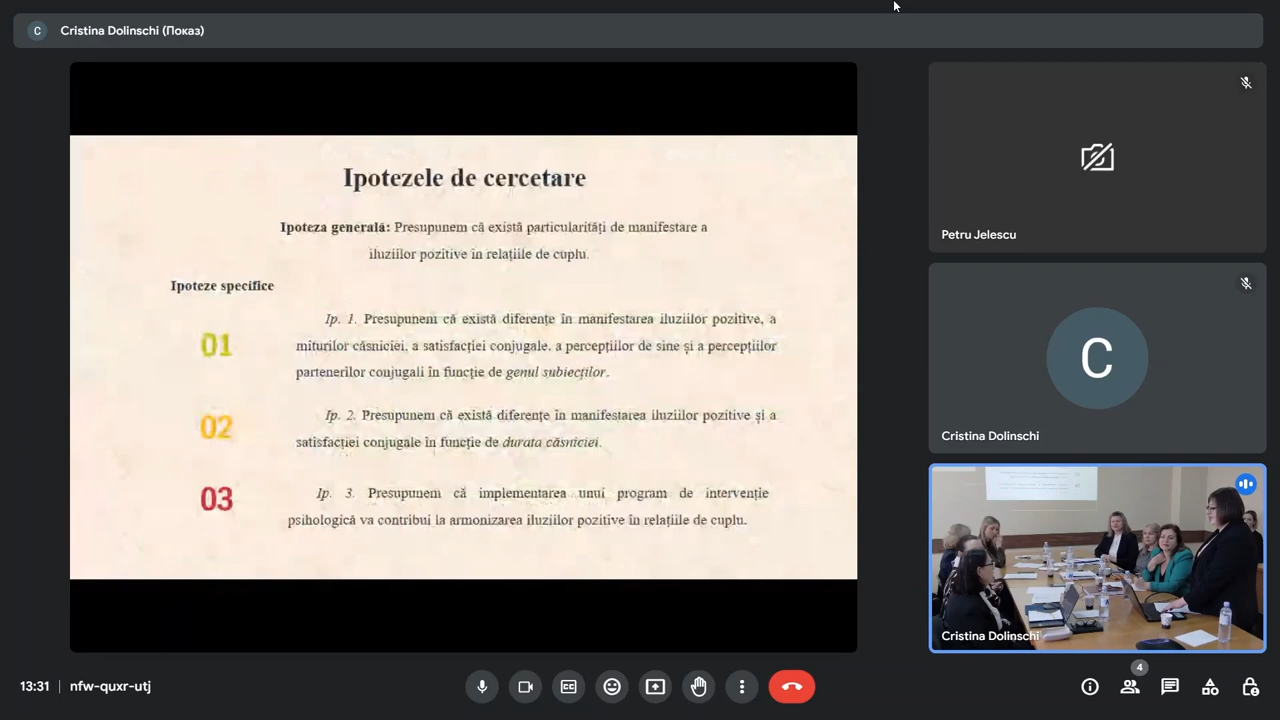 C
Cristina Dolinschi (Показ)
Ipotezele de cercetare
Ipoteza generală: Presupunem că există particularități de manifestare a
iluziilor pozitive în relațiile de cuplu.
Ipoteze specifice
01
Ip. 1. Presupunem că există diferențe în manifestarea iluziilor pozitive, a
miturilor căsniciei, a satisfacției conjugale, a percepțiilor de sine și a percepțiilor
partenerilor conjugali în funcție de genul subiecților.
02
Ip. 2. Presupunem că există diferențe în manifestarea iluziilor pozitive și a
satisfacției conjugale în funcție de durata căsniciei.
03
Ip. 3. Presupunem că implementarea unui program de intervenție
psihologică va contribui la armonizarea iluziilor pozitive în relațiile de cuplu.
Petru Jelescu
C
Cristina Dolinschi
Cristina Dolinschi
13:31 | nfw-quxr-utj
4